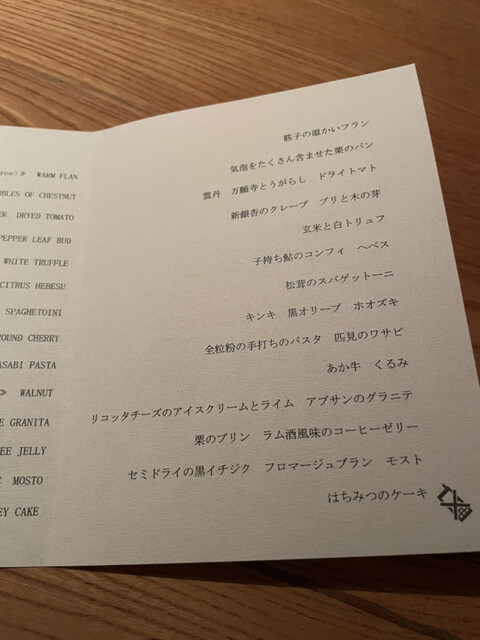 roe>≫ WARM FLAN
BLES OF CHESTNUT
ER DRYED TOMATO
PEPPER LEAF BUD
WHITE TRUFFLE
CITRUS HEBESU
SPAGHETOINI
OUND CHERRY
ASABI PASTA
≫ WALNUT
E GRANITA
EE JELLY
MOSTO
EY CAKE
筋子の温かいフラン
気泡をたくさん含ませた栗のパン
雲丹 万願寺とうがらし ドライトマト
新銀杏のクレープ ブリと木の芽
玄米と白トリュフ
子持ち鮎のコンフィ ヘベス
松茸のスパゲットーニ
キンキ 黒オリーブ ホオズキ
全粒粉の手打ちのパスタ 匹見のワサビ
あか牛 くるみ
リコッタチーズのアイスクリームとライム アブサンのグラニテ
栗のプリン ラム酒風味のコーヒーゼリー
セミドライの黒イチジク フロマージュブラン モスト
はちみつのケーキ